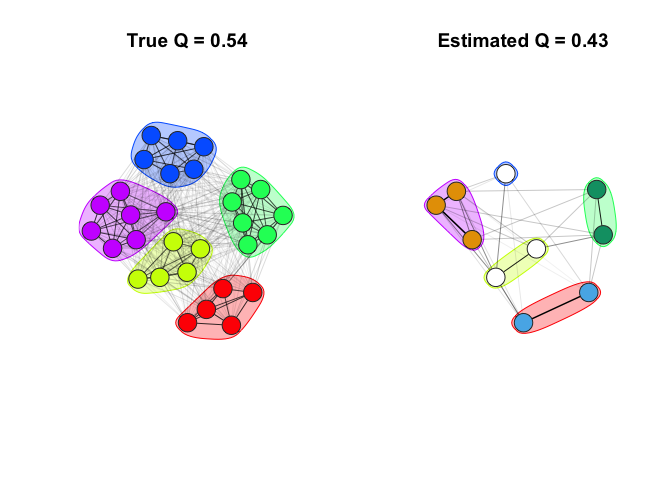 True Q = 0.54
Estimated Q = 0.43